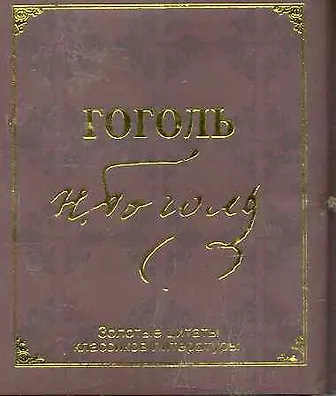 ГОГОЛЬ
Н. Гоголь
Золотые цитаты
классиков литературы